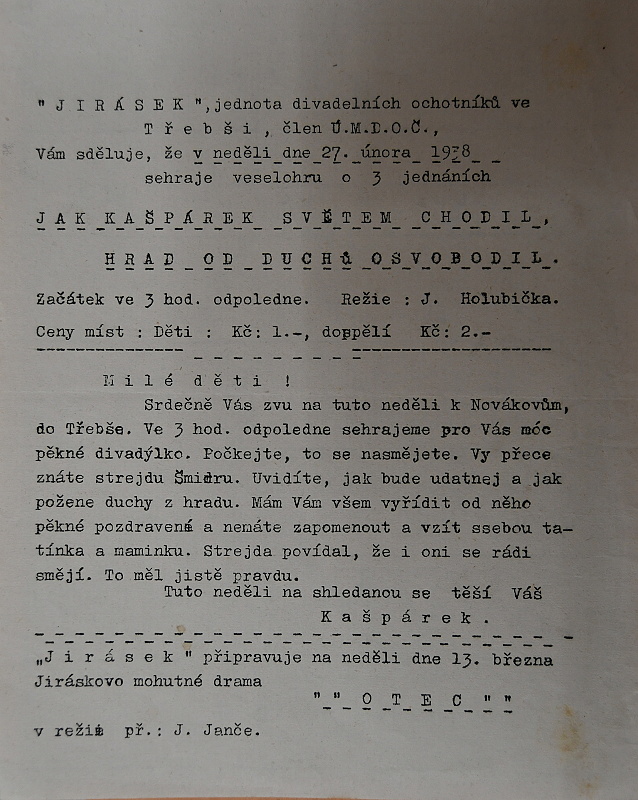 " J I R Á S E K ", jednota divadelních ochotníků ve
T ř e b š i , člen Ú.M.D.O.Č.,
Vám sděluje, že v neděli dne 27. února 1938
sehraje veselohru o 3 jednáních
J A K K A Š P Á R E K S V Ě T E M C H O D I L ,
H R A D O D D U C H Ů O S V O B O D I L .
Začátek ve 3 hod. odpoledne. Režie : J. Holubička.
Ceny míst : Děti : Kč: 1.-, doppělí Kč: 2.-
M i l é d ě t i !
Srdečně Vás zvu na tuto neděli k Novákovům,
do Třebše. Ve 3 hod. odpoledne sehrajeme pro Vás móc
pěkné divadýlko. Počkejte, to se nasmějete. Vy přece
znáte strejdu Šmidru. Uvidíte, jak bude udatnej a jak
požene duchy z hradu. Mám Vám všem vyřídit od něho
pěkné pozdravená a nemáte zapomenout a vzít ssebou ta-
tínka a maminku. Strejda povídal, že i oni se rádi
smějí. To měl jistě pravdu.
Tuto neděli na shledanou se těší Váš
K a š p á r e k .
„J i r á s e k " připravuje na neděli dne 13. března
Jiráskovo mohutné drama
" " O T E C " "
v režii př.: J. Janče.